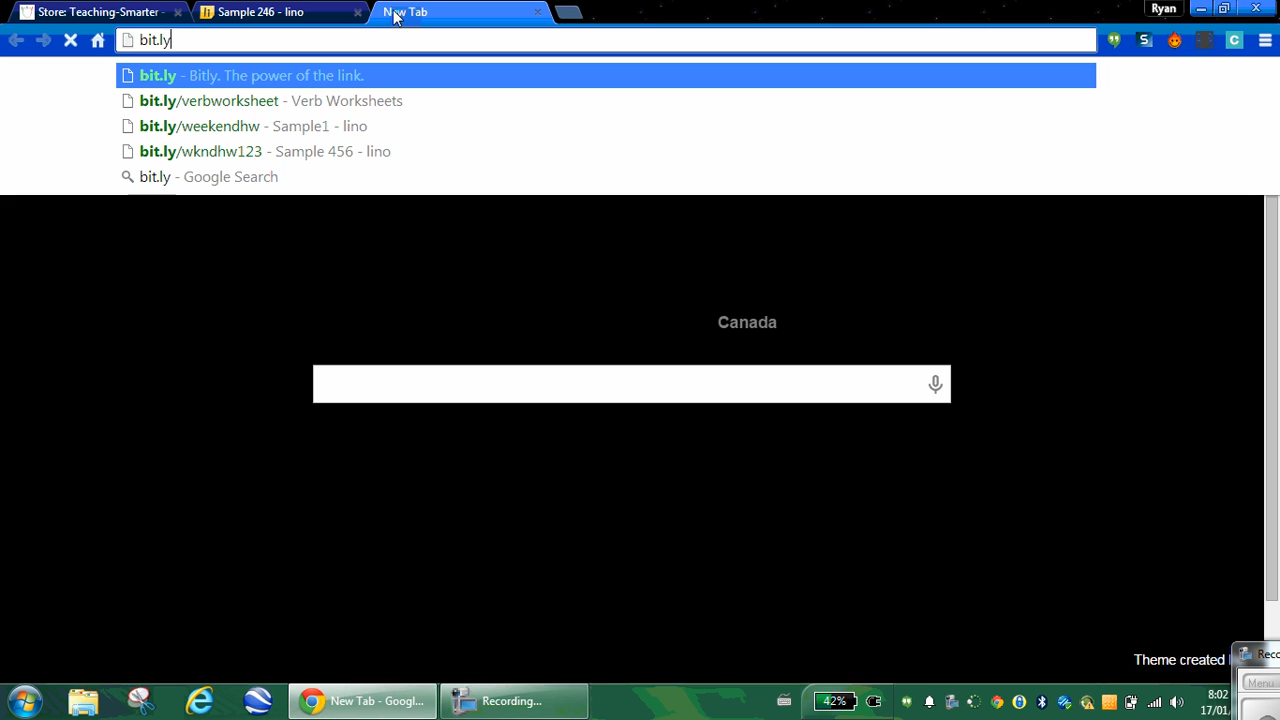 Store: Teaching-Smarter -
Sample 246 - lino
New Tab
Ryan
bit.ly
bit.ly - Bitly. The power of the link.
bit.ly/verbworksheet - Verb Worksheets
bit.ly/weekendhw - Sample1 - lino
bit.ly/wkndhw123 - Sample 456 - lino
bit.ly - Google Search
Canada
Theme created
Reco
Menu
New Tab - Googl...
Recording...
42%
8:02
17/01/